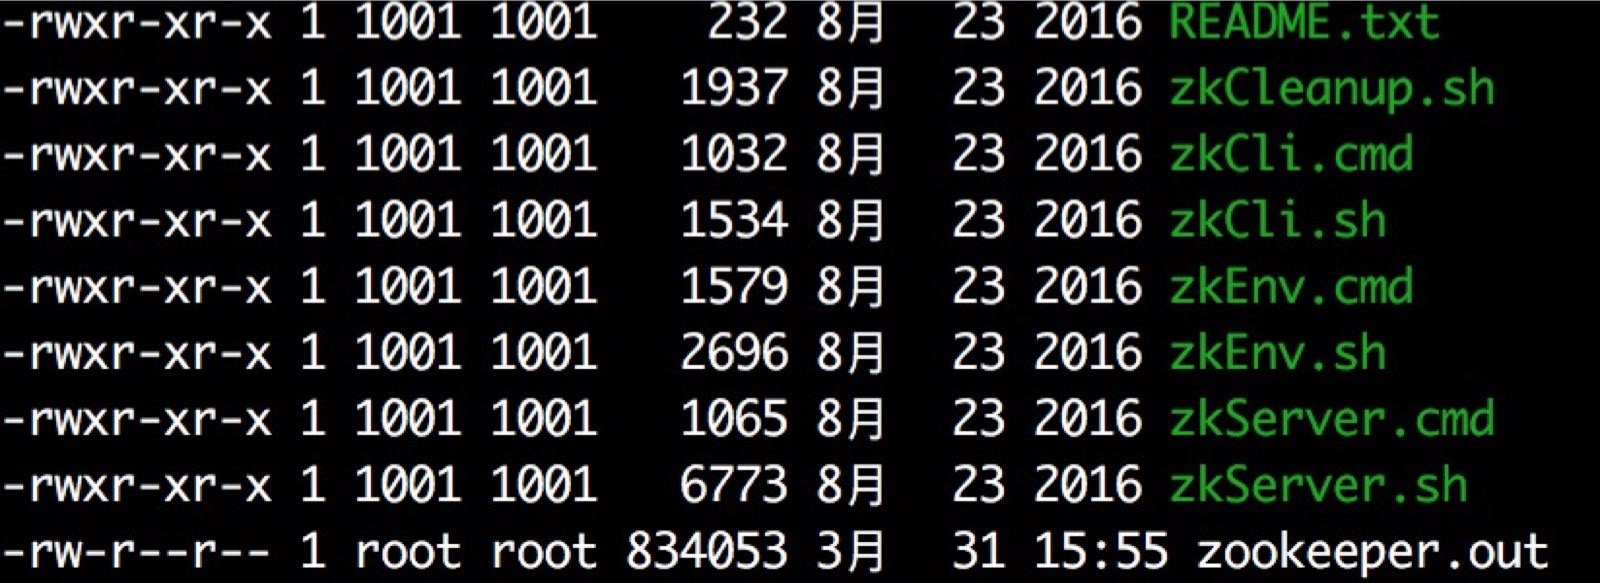 -rwxr-xr-x 1 1001 1001    232 8月   23 2016 README.txt
-rwxr-xr-x 1 1001 1001   1937 8月   23 2016 zkCleanup.sh
-rwxr-xr-x 1 1001 1001   1032 8月   23 2016 zkCli.cmd
-rwxr-xr-x 1 1001 1001   1534 8月   23 2016 zkCli.sh
-rwxr-xr-x 1 1001 1001   1579 8月   23 2016 zkEnv.cmd
-rwxr-xr-x 1 1001 1001   2696 8月   23 2016 zkEnv.sh
-rwxr-xr-x 1 1001 1001   1065 8月   23 2016 zkServer.cmd
-rwxr-xr-x 1 1001 1001   6773 8月   23 2016 zkServer.sh
-rw-r--r-- 1 root root 834053 3月   31 15:55 zookeeper.out